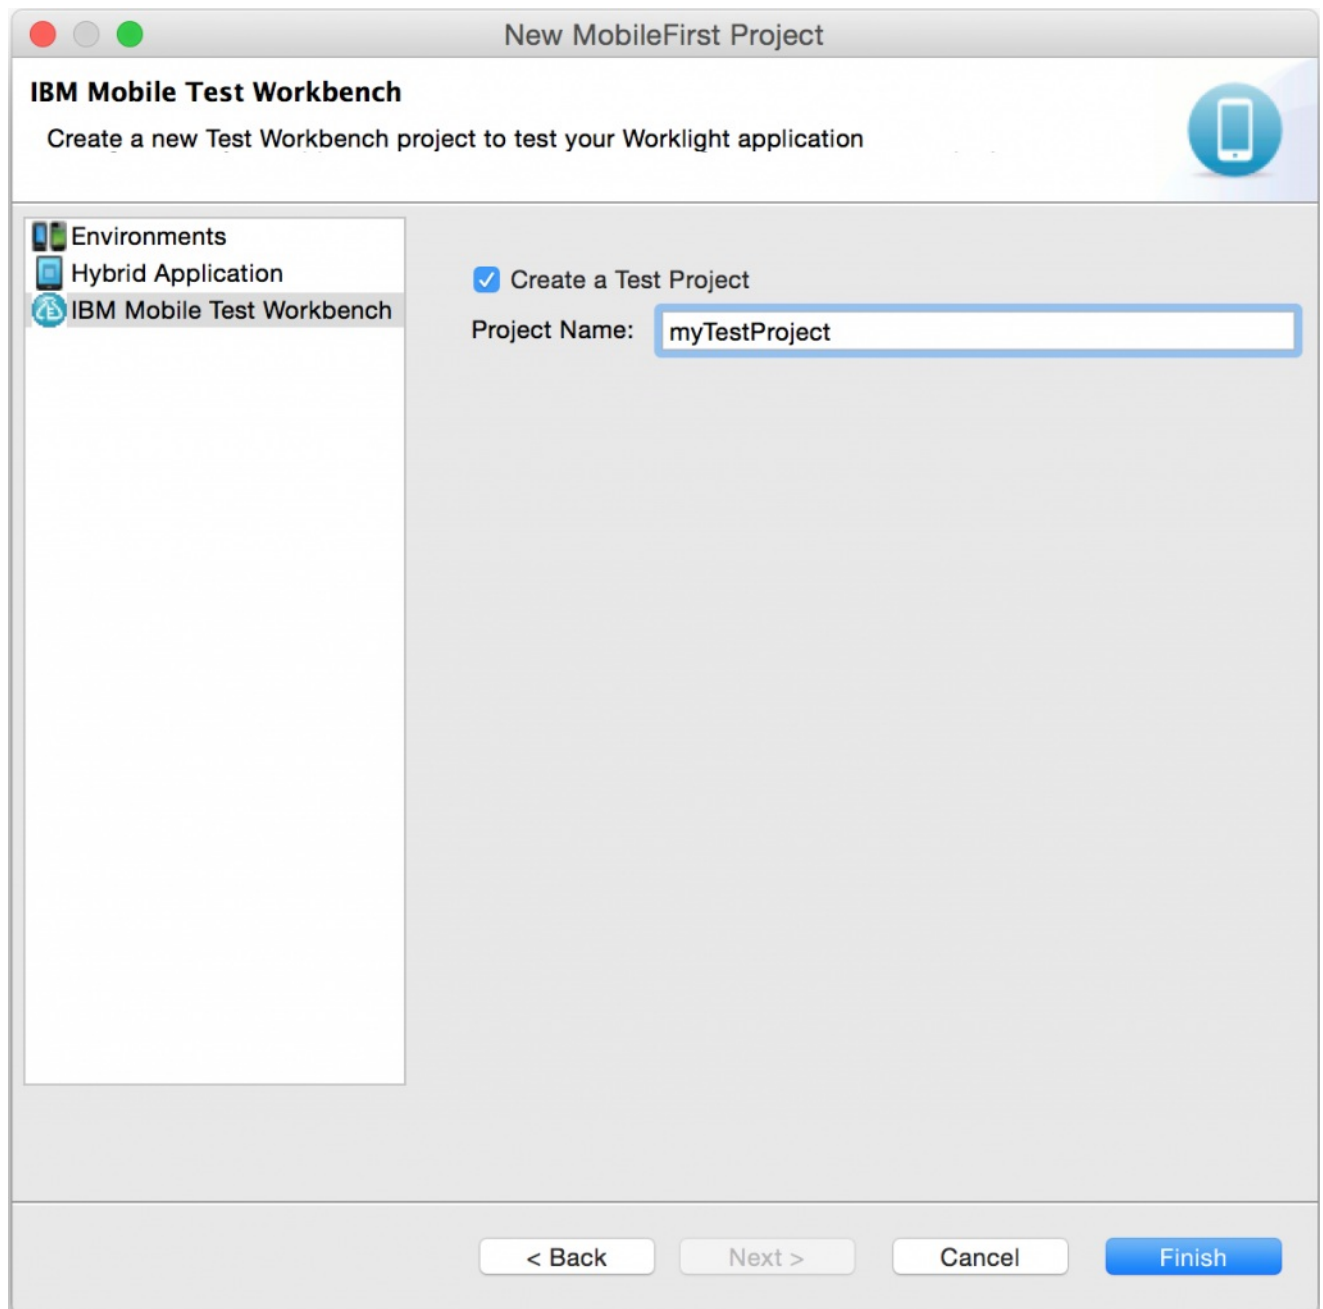 New MobileFirst Project
IBM Mobile Test Workbench
Create a new Test Workbench project to test your Worklight application
Environments
Hybrid Application
IBM Mobile Test Workbench
Create a Test Project
Project Name: myTestProject
< Back Next > Cancel Finish